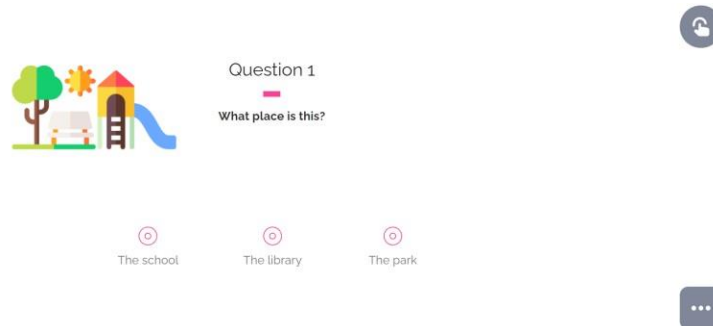 Question 1
What place is this?
The school
The library
The park